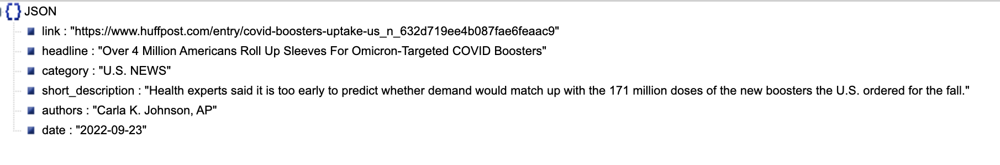 JSON
link : "https://www.huffpost.com/entry/covid-boosters-uptake-us_n_632d719ee4b087fae6feaac9"
headline : "Over 4 Million Americans Roll Up Sleeves For Omicron-Targeted COVID Boosters"
category : "U.S. NEWS"
short_description : "Health experts said it is too early to predict whether demand would match up with the 171 million doses of the new boosters the U.S. ordered for the fall."
authors : "Carla K. Johnson, AP"
date : "2022-09-23"